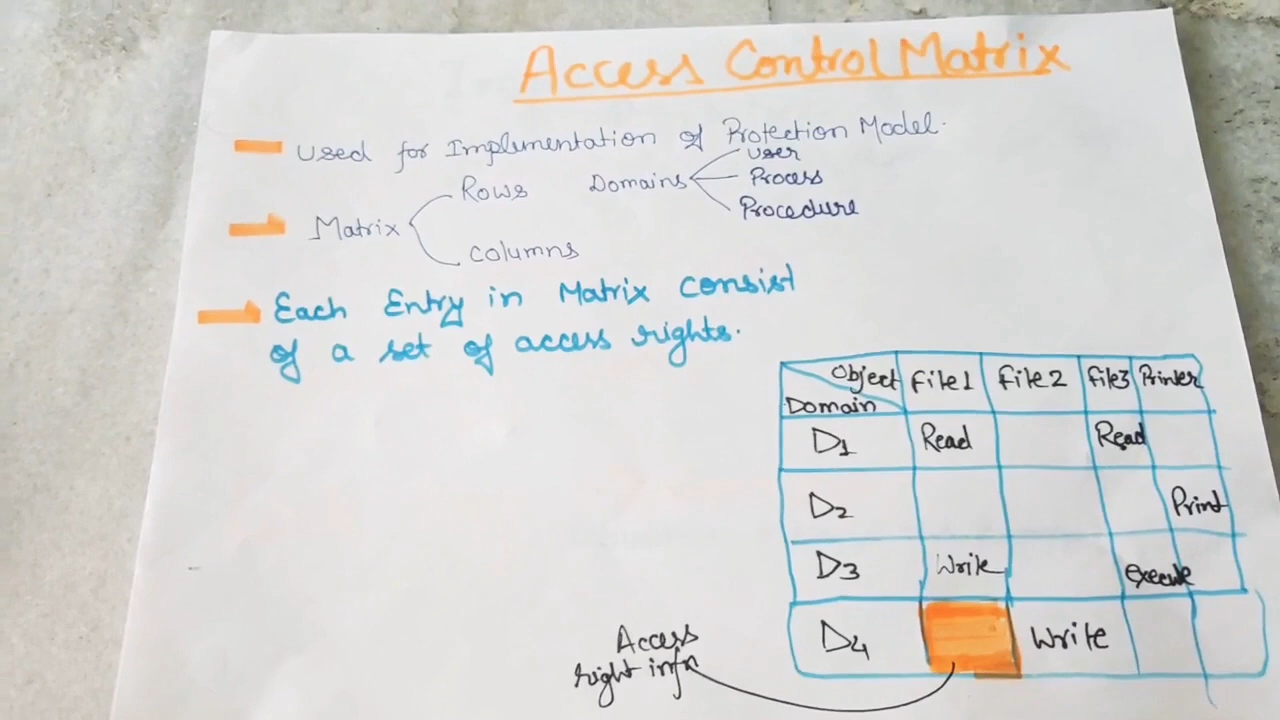 Access Control Matrix
Used for Implementation of Protection Model.
Matrix
Rows
Columns
Domains
User
Process
Procedure
Each Entry in Matrix consist
of a set of access rights.
Object File1 File2 File3 Printer
Domain
D1 Read Read
D2 Print
D3 Write execute
D4 Write
Access
right infn